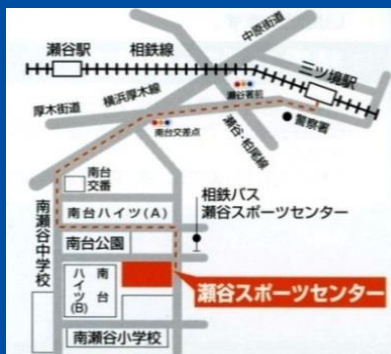 瀬谷駅
相鉄線
中原街道
三ツ境駅
厚木街道
横浜厚木線
瀬谷署前
南台交差点
瀬谷・柏尾線
警察署
南台
交番
南瀬谷中学校
南台ハイツ(A)
相鉄バス
瀬谷スポーツセンター
南台公園
南台
ハイツ(B)
瀬谷スポーツセンター
南瀬谷小学校